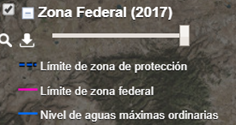 Zona Federal (2017)
Límite de zona de protección
Límite de zona federal
Nivel de aguas máximas ordinarias